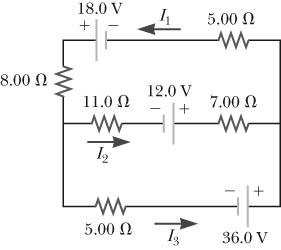 18.0 V
+ −
I₁
5.00 Ω
8.00 Ω
11.0 Ω
12.0 V
− +
7.00 Ω
I₂
5.00 Ω
I₃
− +
36.0 V